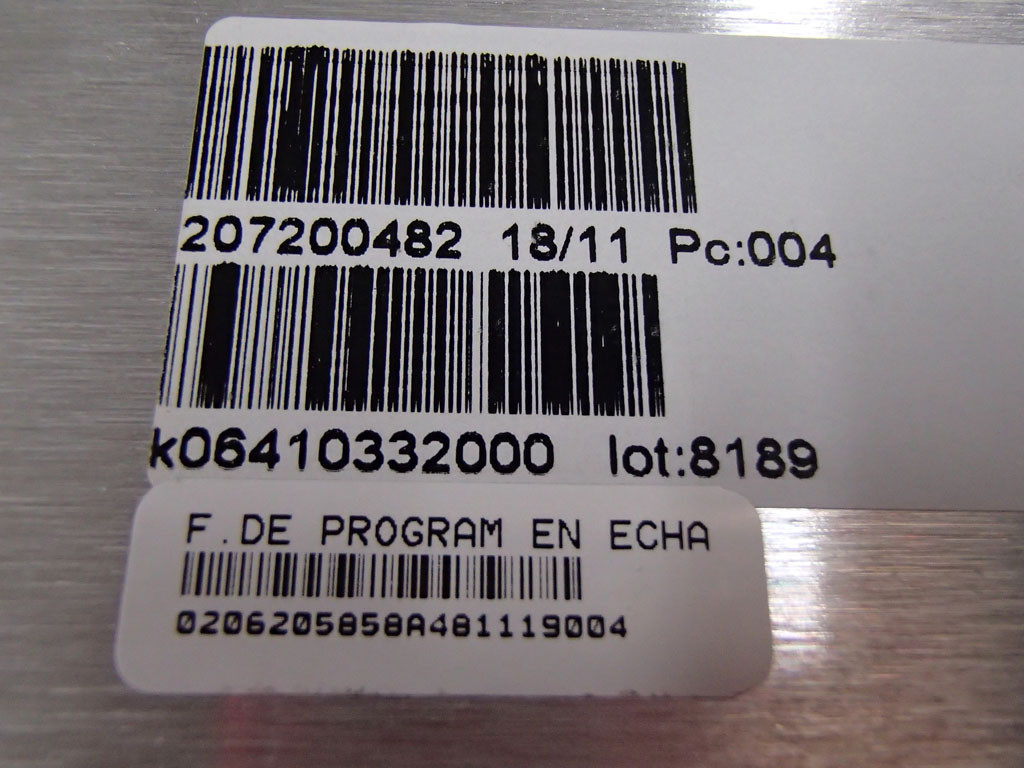 207200482 18/11 Pc:004
k06410332000 lot:8189
F.DE PROGRAM EN ECHA
0206205858A481119004